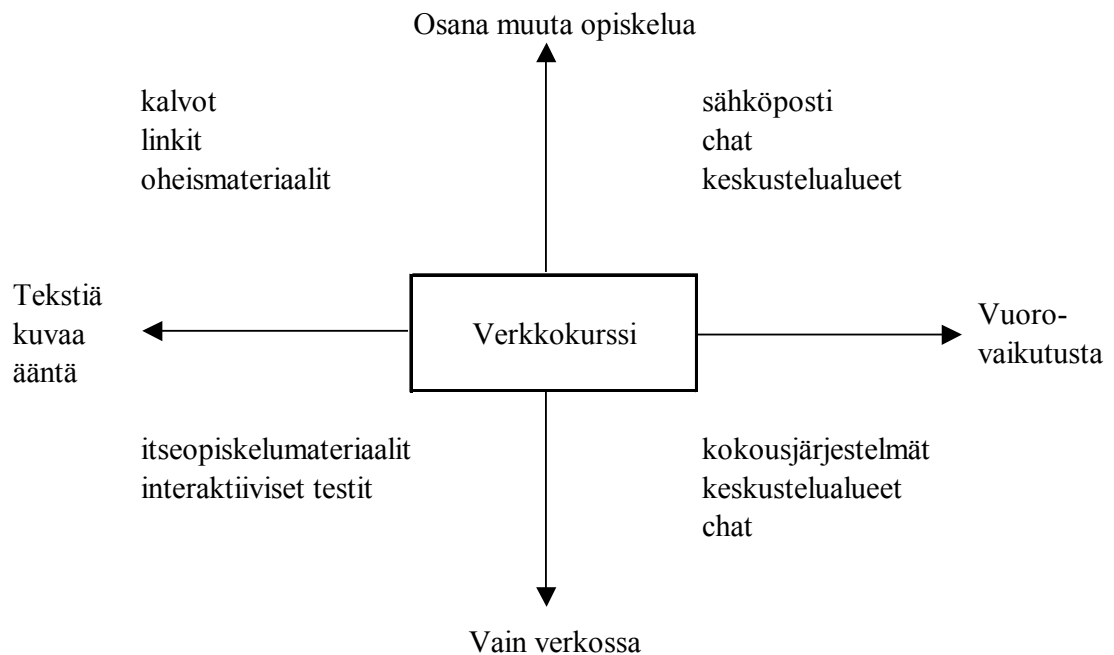 Osana muuta opiskelua
kalvot
linkit
oheismateriaalit
sähköposti
chat
keskustelualueet
Tekstiä
kuvaa
ääntä
Verkkokurssi
Vuoro-
vaikutusta
itseopiskelumateriaalit
interaktiiviset testit
kokousjärjestelmät
keskustelualueet
chat
Vain verkossa